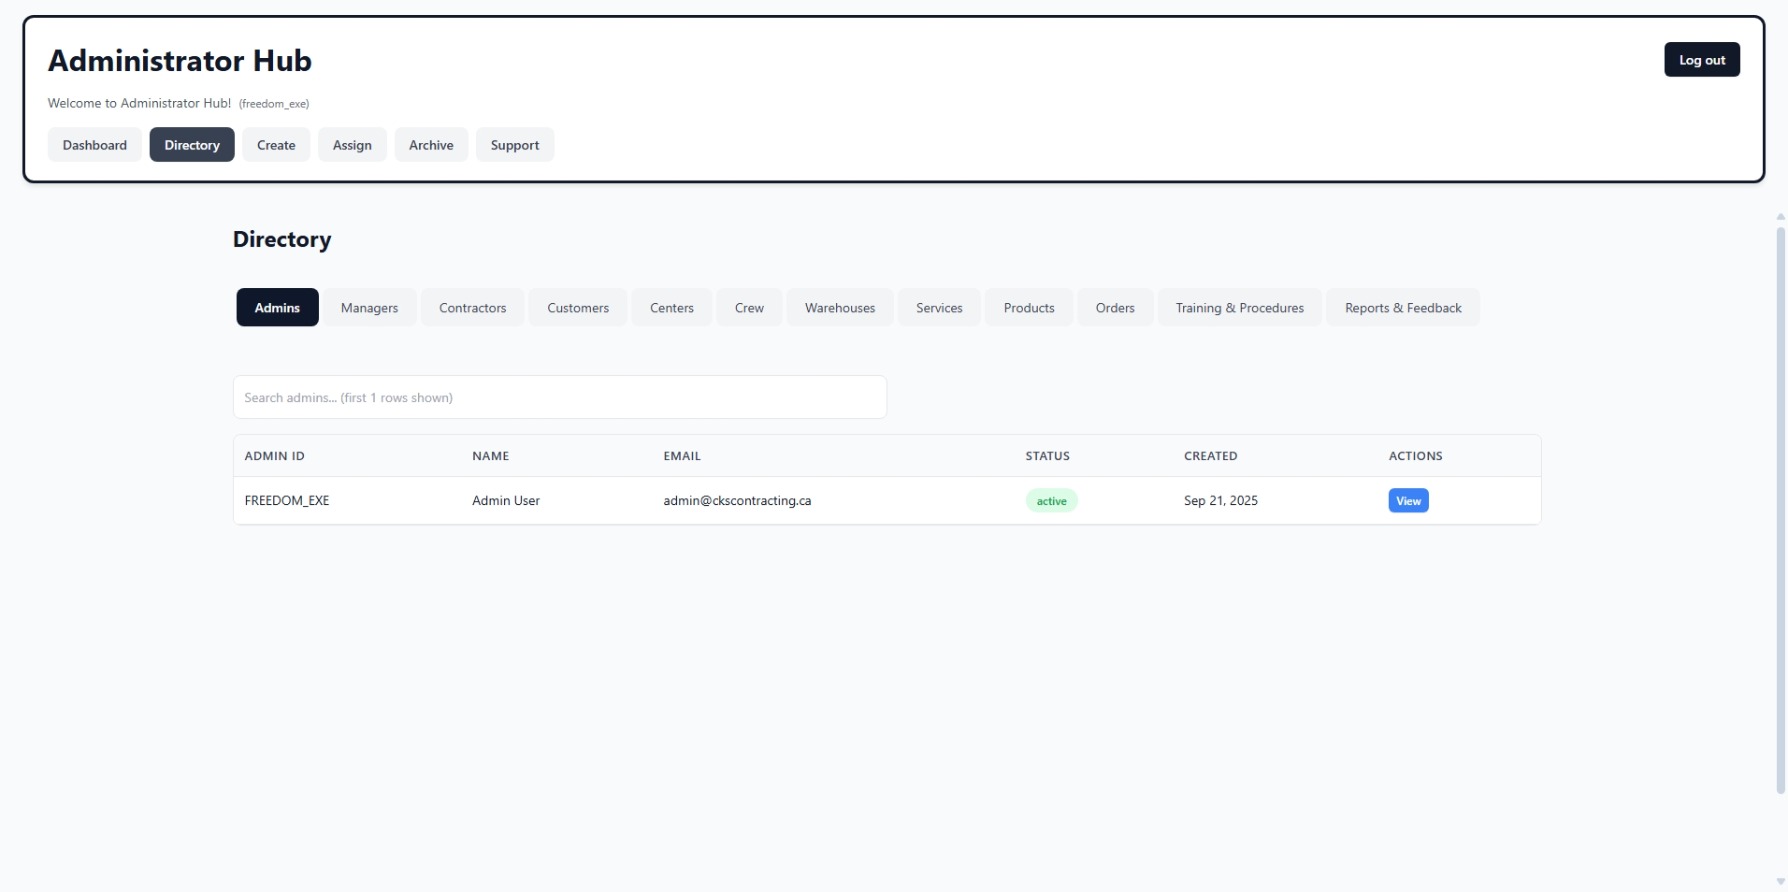 Administrator Hub
Log out
Welcome to Administrator Hub! (freedom_exe)
Dashboard Directory Create Assign Archive Support
Directory
Admins Managers Contractors Customers Centers Crew Warehouses Services Products Orders Training & Procedures Reports & Feedback
Search admins... (first 1 rows shown)
ADMIN ID NAME EMAIL STATUS CREATED ACTIONS
FREEDOM_EXE Admin User admin@ckscontracting.ca active Sep 21, 2025 View